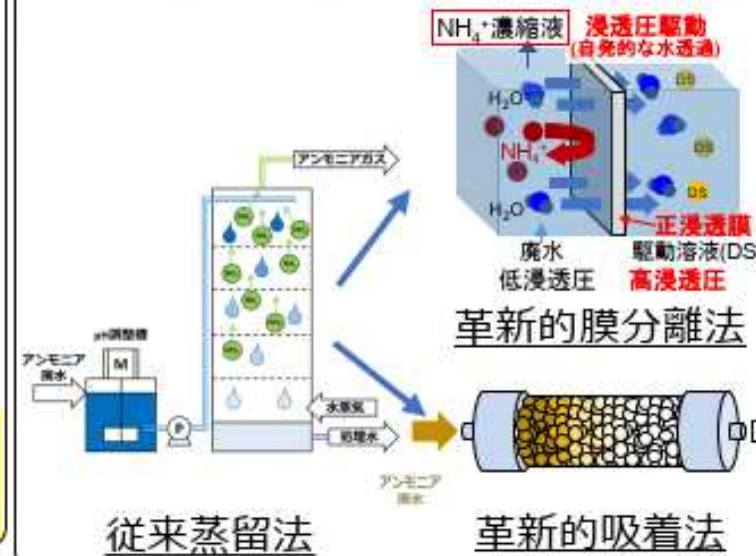 NH₄⁺濃縮液
浸透圧駆動
(自発的な水透過)
H₂O
DS
NH₄⁺
DS
H₂O
DS
正浸透膜
廃水
駆動溶液(DS
低浸透圧
高浸透圧
革新的膜分離法
アンモニアガス
pH調整槽
M
アンモニア
廃水
P
水蒸気
処理水
アンモニア
廃水
従来蒸留法
革新的吸着法